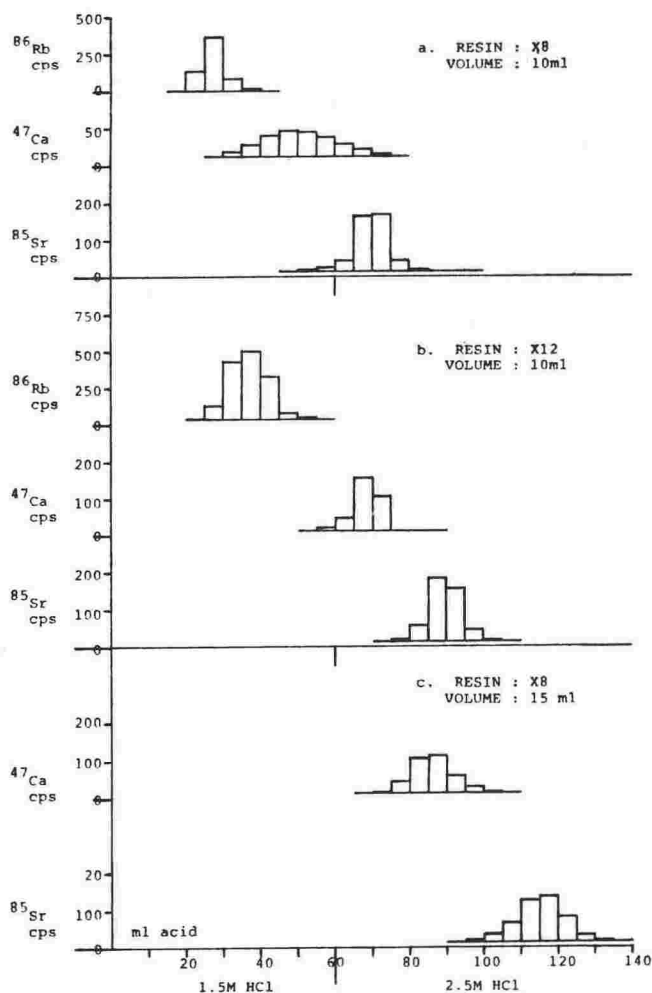 500
86Rb
cps
250
0
a. RESIN : X8
VOLUME : 10ml
47Ca
cps
50
0
85Sr
cps
200
100
0
750
86Rb
cps
500
250
0
b. RESIN : X12
VOLUME : 10ml
47Ca
cps
200
100
0
85Sr
cps
200
100
0
c. RESIN : X8
VOLUME : 15 ml
47Ca
cps
200
100
0
85Sr
cps
20
100
0
ml acid
20 40 60 80 100 120 140
1.5M HCl 2.5M HCl